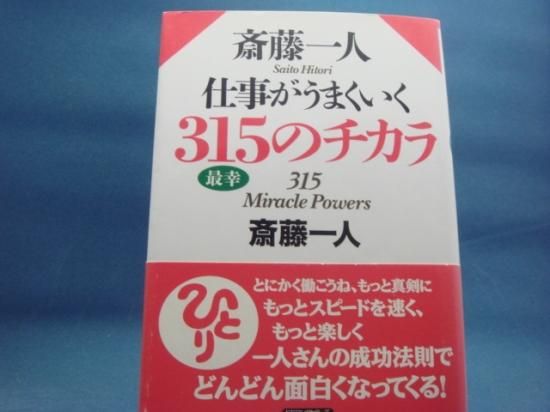 斎藤一人
Saito Hitori
仕事がうまくいく
315のチカラ
最幸
315
Miracle Powers
斎藤一人
ひとり
とにかく働こうね、もっと真剣に
もっとスピードを速く、
もっと楽しく
一人さんの成功法則で
どんどん面白くなってくる!